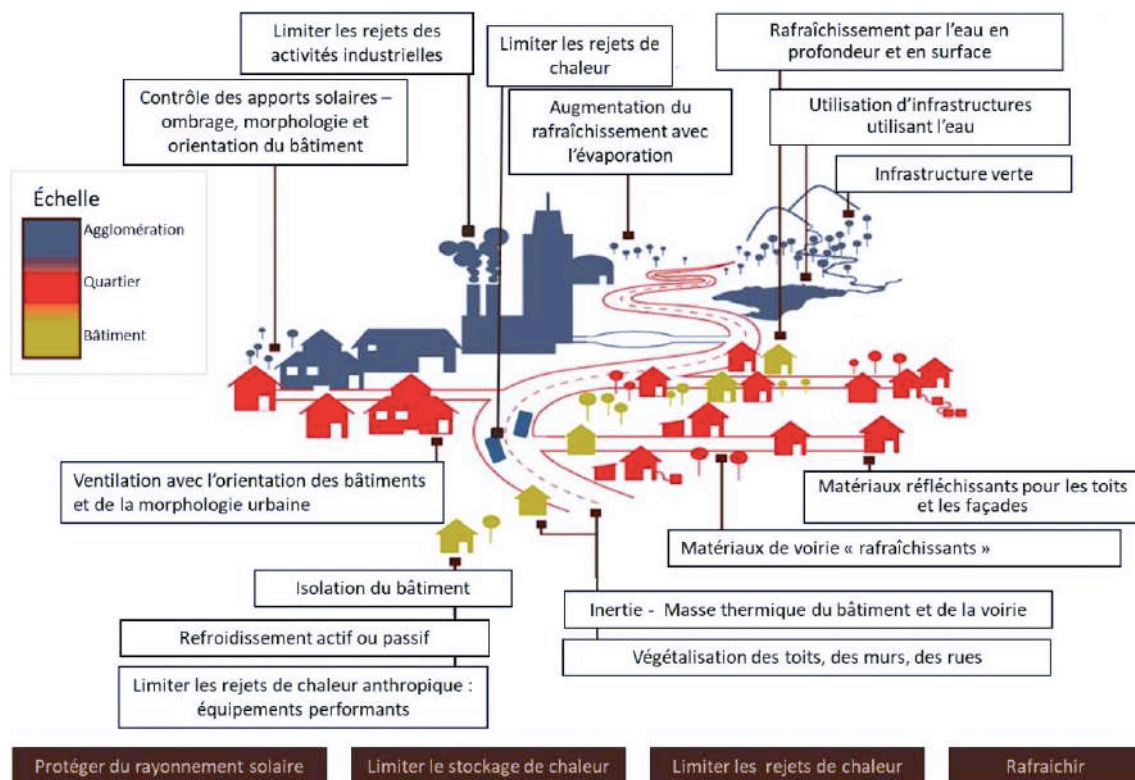 Limiter les rejets des
activités industrielles
Limiter les rejets de
chaleur
Rafraîchissement par l'eau en
profondeur et en surface
Contrôle des apports solaires –
ombrage, morphologie et
orientation du bâtiment
Augmentation du
rafraîchissement avec
l'évaporation
Utilisation d'infrastructures
utilisant l'eau
Infrastructure verte
Échelle
Agglomération
Quartier
Bâtiment
Ventilation avec l'orientation des bâtiments
et de la morphologie urbaine
Matériaux réfléchissants pour les toits
et les façades
Matériaux de voirie « rafraîchissants »
Isolation du bâtiment
Refroidissement actif ou passif
Limiter les rejets de chaleur anthropique :
équipements performants
Inertie - Masse thermique du bâtiment et de la voirie
Végétalisation des toits, des murs, des rues
Protéger du rayonnement solaire
Limiter le stockage de chaleur
Limiter les rejets de chaleur
Rafraichir